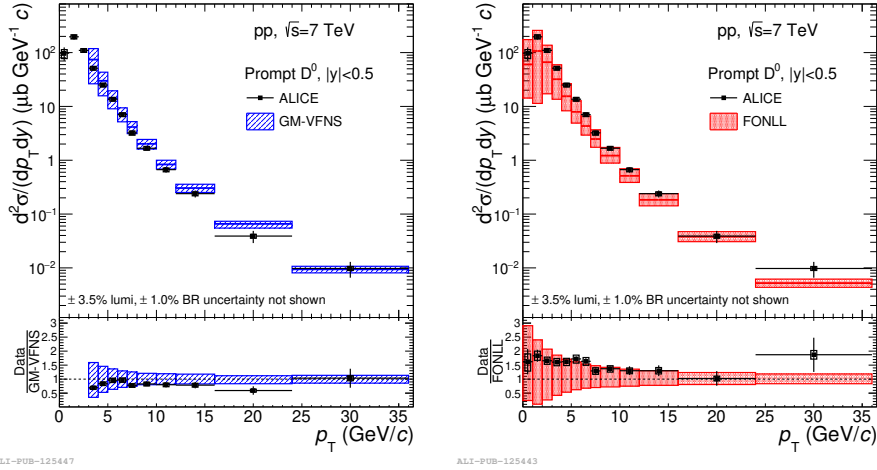 pp, √s=7 TeV
Prompt D⁰, |y|<0.5
ALICE
GM-VFNS
d²σ/(dp_T dy) (μb GeV⁻¹ c)
10²
10
1
10⁻¹
10⁻²
± 3.5% lumi, ± 1.0% BR uncertainty not shown
Data
GM-VFNS
3
2.5
2
1.5
1
0.5
0 5 10 15 20 25 30 35
p_T (GeV/c)
ALI-PUB-125447
pp, √s=7 TeV
Prompt D⁰, |y|<0.5
ALICE
FONLL
d²σ/(dp_T dy) (μb GeV⁻¹ c)
10²
10
1
10⁻¹
10⁻²
± 3.5% lumi, ± 1.0% BR uncertainty not shown
Data
FONLL
3
2.5
2
1.5
1
0.5
0 5 10 15 20 25 30 35
p_T (GeV/c)
ALI-PUB-125443